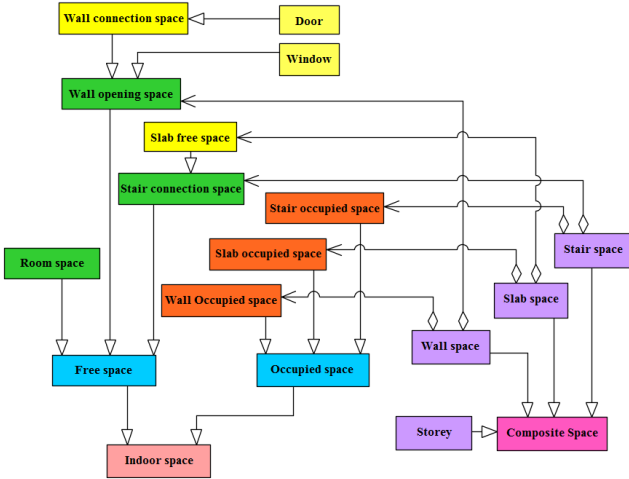 Wall connection space
Door
Window
Wall opening space
Slab free space
Stair connection space
Stair occupied space
Stair space
Slab occupied space
Room space
Wall Occupied space
Slab space
Wall space
Free space
Occupied space
Storey
Composite Space
Indoor space